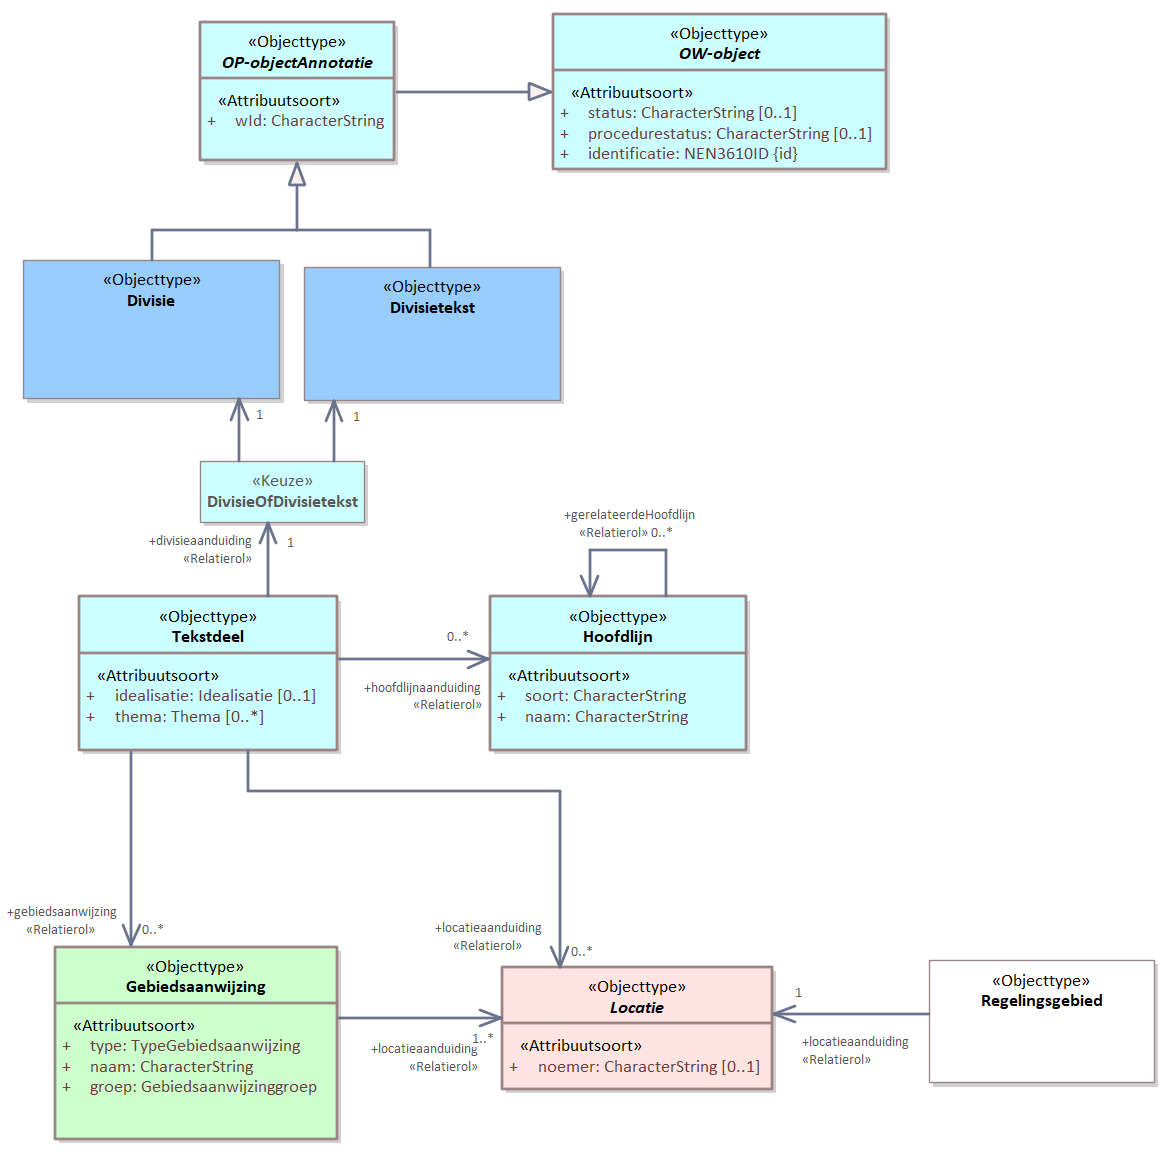 «Objecttype»
OP-objectAnnotatie
«Attribuutsoort»
+ wId: CharacterString
«Objecttype»
OW-object
«Attribuutsoort»
+ status: CharacterString [0..1]
+ procedurestatus: CharacterString [0..1]
+ identificatie: NEN3610ID {id}
«Objecttype»
Divisie
«Objecttype»
Divisietekst
1
1
«Keuze»
DivisieOfDivisietekst
+divisieaanduiding
«Relatierol»
1
+gerelateerdeHoofdlijn
«Relatierol» 0..*
«Objecttype»
Tekstdeel
«Attribuutsoort»
+ idealisatie: Idealisatie [0..1]
+ thema: Thema [0..*]
0..*
+hoofdlijnaanduiding
«Relatierol»
«Objecttype»
Hoofdlijn
«Attribuutsoort»
+ soort: CharacterString
+ naam: CharacterString
+gebiedsaanwijzing
«Relatierol»
0..*
+locatieaanduiding
«Relatierol»
0..*
«Objecttype»
Gebiedsaanwijzing
«Attribuutsoort»
+ type: TypeGebiedsaanwijzing
+ naam: CharacterString
+ groep: Gebiedsaanwijzinggroep
1..*
+locatieaanduiding
«Relatierol»
«Objecttype»
Locatie
«Attribuutsoort»
+ noemer: CharacterString [0..1]
1
+locatieaanduiding
«Relatierol»
«Objecttype»
Regelingsgebied